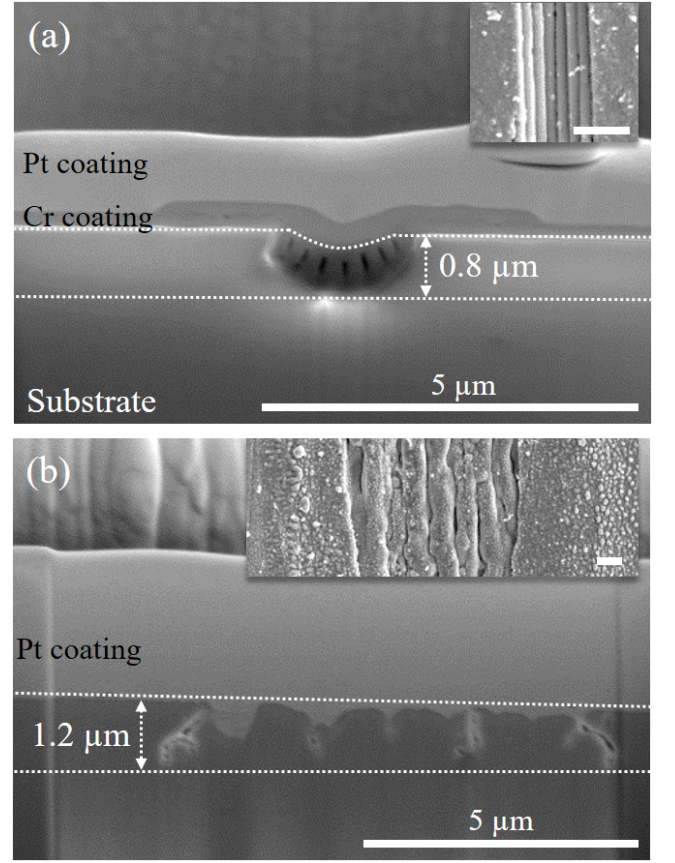 (a)
Pt coating
Cr coating
0.8 µm
5 µm
Substrate
(b)
Pt coating
1.2 µm
5 µm